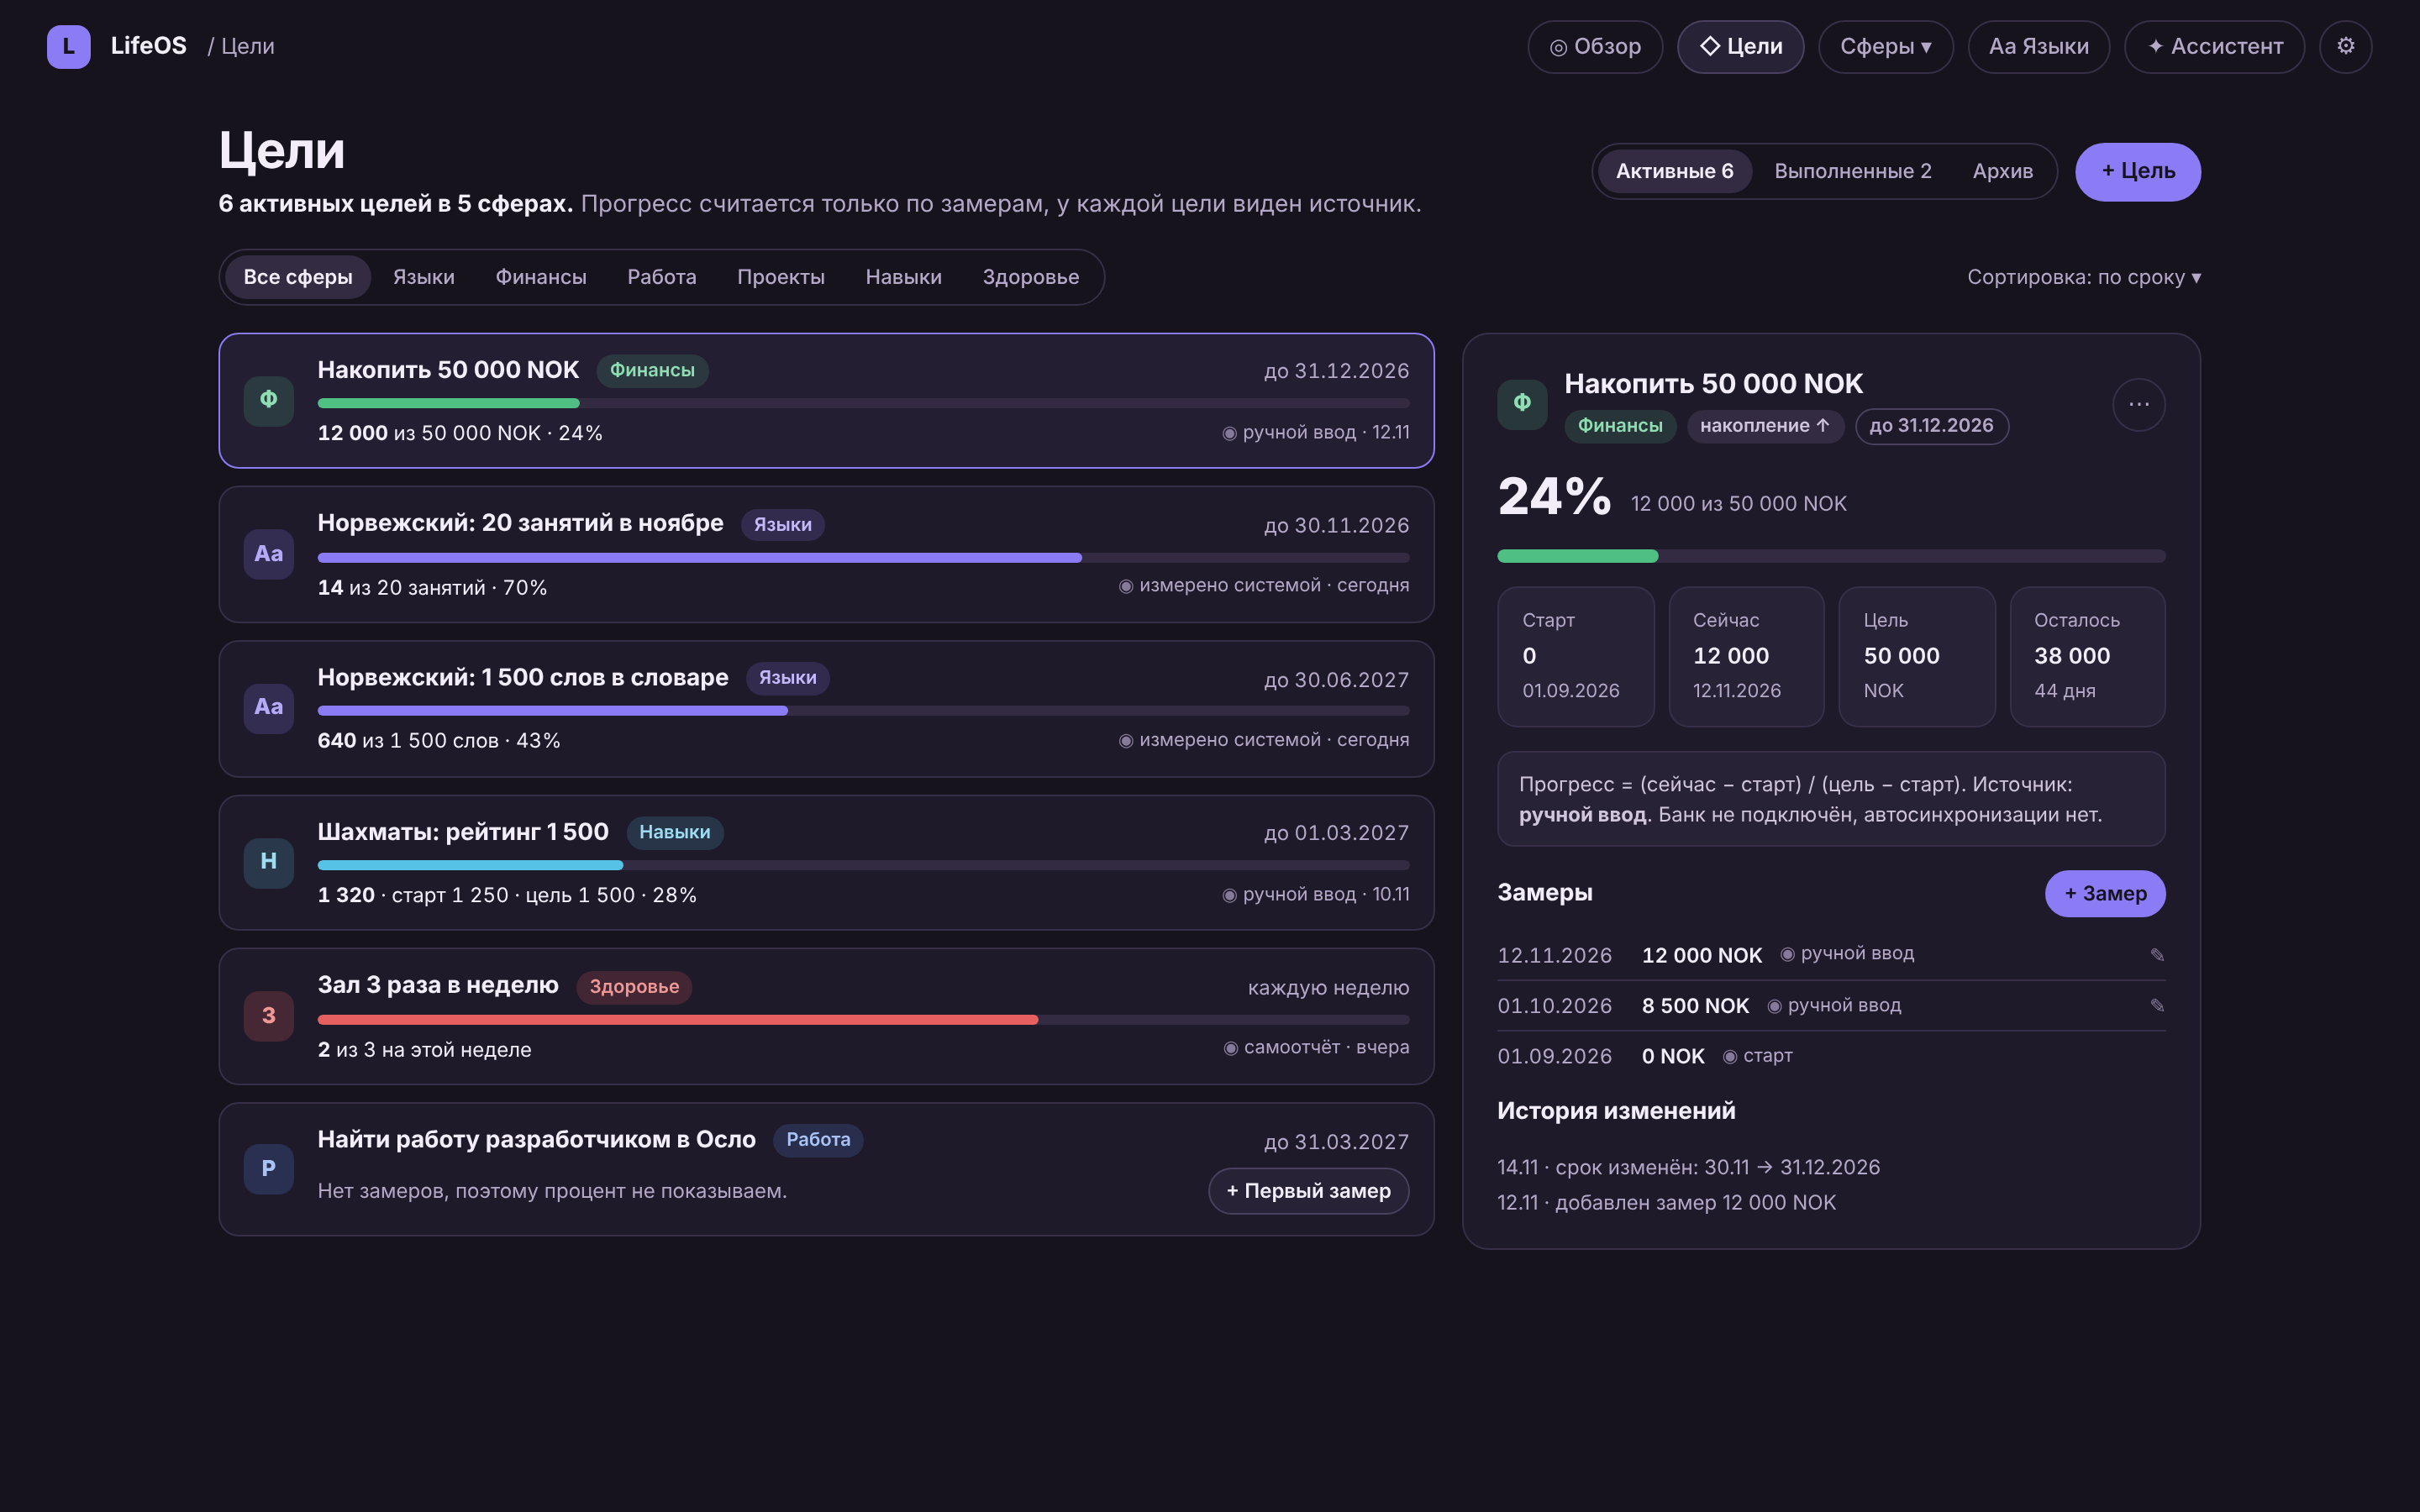 L LifeOS / Цели
◎ Обзор
◇ Цели
Сферы ▾
Aa Языки
✦ Ассистент
⚙
Цели
6 активных целей в 5 сферах. Прогресс считается только по замерам, у каждой цели виден источник.
Активные 6
Выполненные 2
Архив
+ Цель
Все сферы
Языки
Финансы
Работа
Проекты
Навыки
Здоровье
Сортировка: по сроку ▾
Ф
Накопить 50 000 NOK Финансы до 31.12.2026
12 000 из 50 000 NOK · 24% ◉ ручной ввод · 12.11
Aa
Норвежский: 20 занятий в ноябре Языки до 30.11.2026
14 из 20 занятий · 70% ◉ измерено системой · сегодня
Aa
Норвежский: 1 500 слов в словаре Языки до 30.06.2027
640 из 1 500 слов · 43% ◉ измерено системой · сегодня
Н
Шахматы: рейтинг 1 500 Навыки до 01.03.2027
1 320 · старт 1 250 · цель 1 500 · 28% ◉ ручной ввод · 10.11
З
Зал 3 раза в неделю Здоровье каждую неделю
2 из 3 на этой неделе ◉ самоотчёт · вчера
Р
Найти работу разработчиком в Осло Работа до 31.03.2027
Нет замеров, поэтому процент не показываем. + Первый замер
Ф
Накопить 50 000 NOK
Финансы накопление ↑ до 31.12.2026
⋯
24% 12 000 из 50 000 NOK
Старт
0
01.09.2026
Сейчас
12 000
12.11.2026
Цель
50 000
NOK
Осталось
38 000
44 дня
Прогресс = (сейчас − старт) / (цель − старт). Источник:
ручной ввод. Банк не подключён, автосинхронизации нет.
Замеры
+ Замер
12.11.2026 12 000 NOK ◉ ручной ввод ✎
01.10.2026 8 500 NOK ◉ ручной ввод ✎
01.09.2026 0 NOK ◉ старт
История изменений
14.11 · срок изменён: 30.11 → 31.12.2026
12.11 · добавлен замер 12 000 NOK